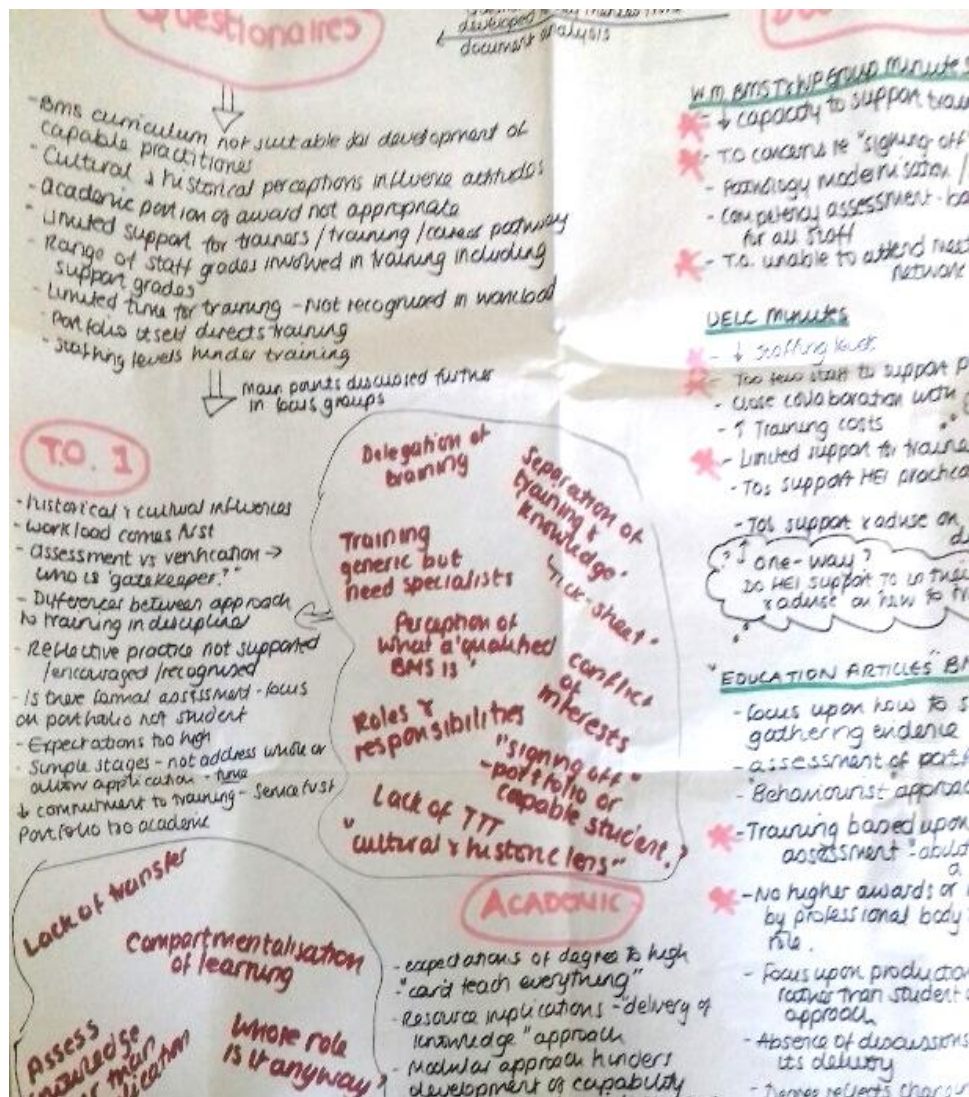 Questionaires
developed
document analysis
-BMS curriculum not suitable for development of
capable practitioner
- Cultural & historical perceptions influence attitudes
- academic portion of award not appropriate
- Limited support for trainers / training / career pathway
- Range of staff grades involved in training including
support grades
- Limited time for training - Not recognised in workload
- Portfolio itself directs training
- Staffing levels hinder training
main points discussed further
in focus groups
T.O. 1
- historical & cultural influences
- workload comes first
- assessment vs verification →
who is 'gatekeeper?"
- Differences between approach
to training in discipline
- Reflective practice not supported
/encouraged /recognised
- Is there formal assessment - focus
on portfolio not student
- Expectations too high
- Simple stages - not address whole or
allow application - time
↓ commitment to training - Service first
Portfolio too academic
Delegation of
training
Separation of
training &
knowledge
"Tick-sheet"
Training
generic but
need specialists
Perception of
what a 'qualified
BMS is"
conflict
of
interests
Roles &
responsibilities
"signing off"
-portfolio or
capable student?
Lack of TTT
"cultural & historic lens"
Lack of transfer
Compartmentalisation
of learning
Assess
knowledge
than
Whose role
is it anyway?
ACADEMIC
- expectations of degree to high
- "can't teach everything"
- Resource implications - "delivery of
knowledge" approach
- Modular approach hinders
development of capability
W.M. BMS T&WP Group Minutes
- ↓ capacity to support
- T.O concerns re "signing off
- Pathology modernisation /
- Competency assessment -
for all staff
- T.O. unable to attend
network
UELC Minutes
- ↓ Staffing levels
- Too few staff to support
- Close collaboration with
- ↑ Training costs
- Limited support for
- TOs support HEI
- TOs support & advise on
? ↓ one-way?
Do HEI support TO in their
& advise on how to
"EDUCATION ARTICLES"
- focus upon how to
gathering evidence
- assessment of
- "Behaviourist"
- Training based upon
assessment -
a
- No higher awards or
by professional body
role.
- Focus upon production
rather than student
approach
- Absence of discussions
its delivery
- Degree reflects